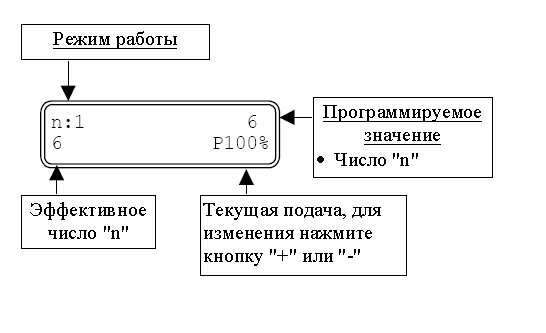 Режим работы
n:1 6
6 P100%
Программируемое
значение
• Число "n"
Эффективное
число "n"
Текущая подача, для
изменения нажмите
кнопку "+" или "-"